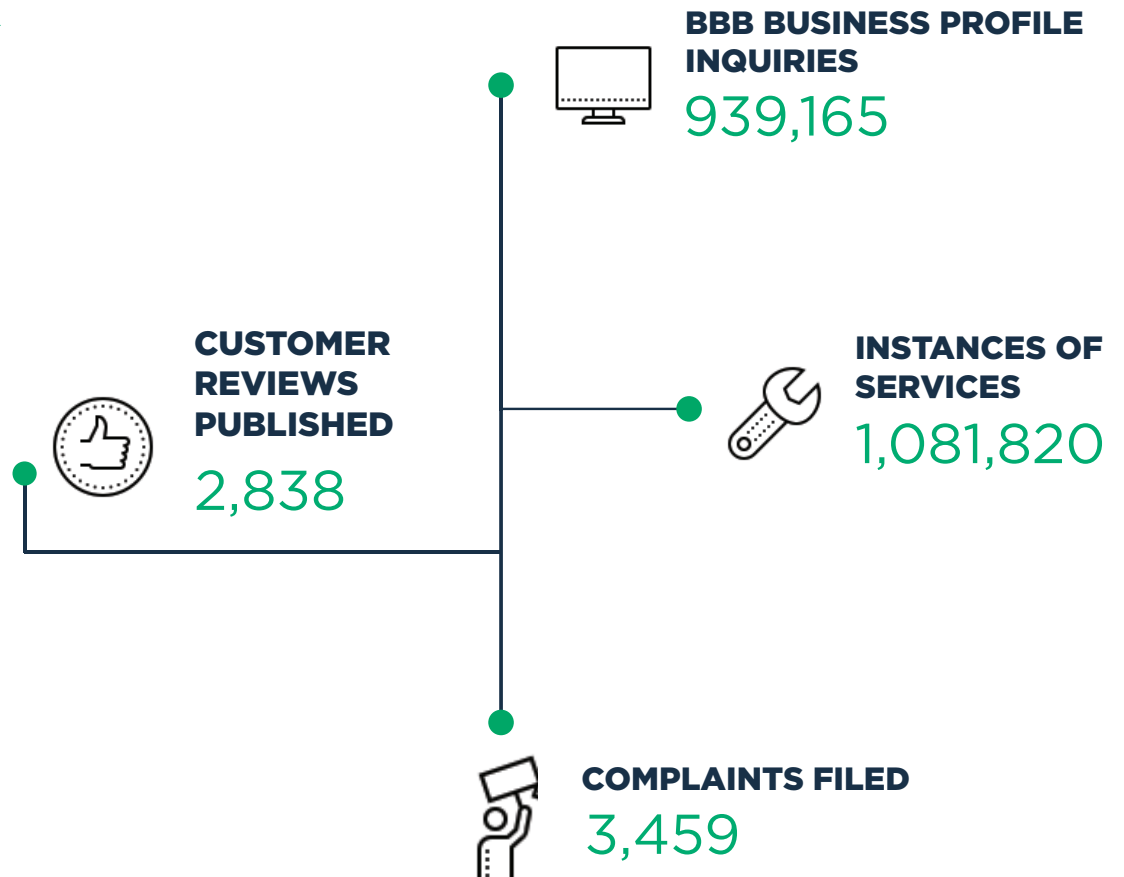 BBB BUSINESS PROFILE
INQUIRIES
939,165
CUSTOMER
REVIEWS
PUBLISHED
2,838
INSTANCES OF
SERVICES
1,081,820
COMPLAINTS FILED
3,459